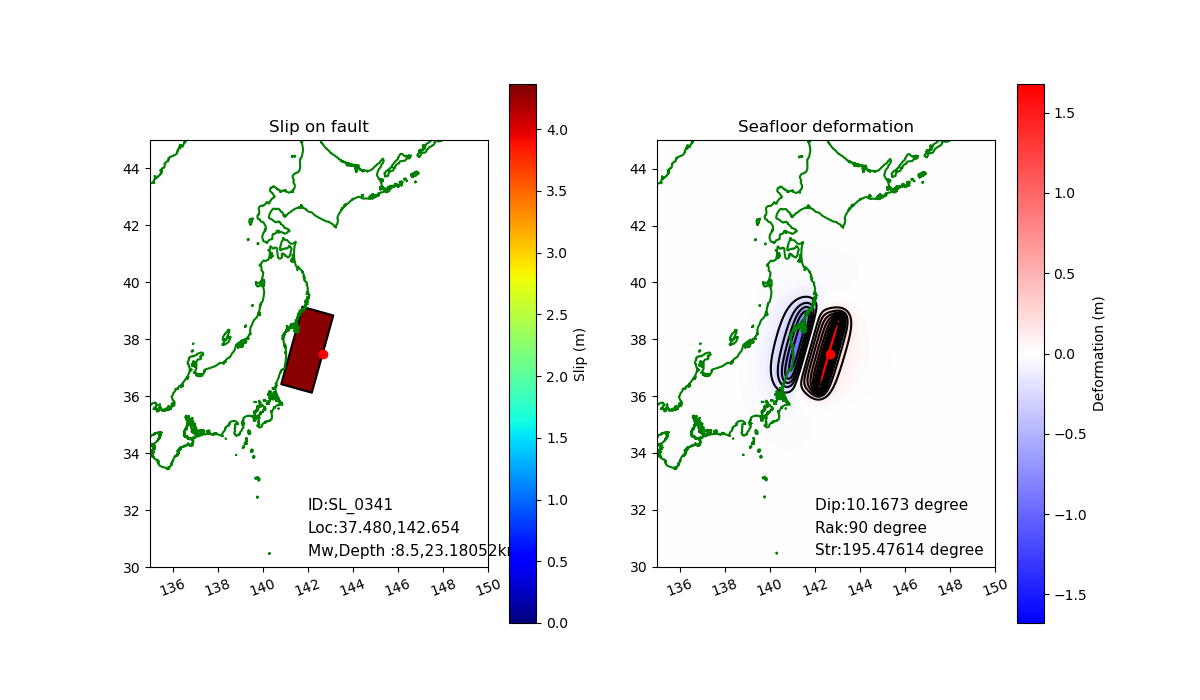 Slip on fault
44
42
40
38
36
34
32
30
136 138 140 142 144 146 148 150
ID:SL_0341
Loc:37.480,142.654
Mw,Depth :8.5,23.18052k
4.0
3.5
3.0
2.5
2.0
1.5
1.0
0.5
0.0
Slip (m)
Seafloor deformation
44
42
40
38
36
34
32
30
136 138 140 142 144 146 148 150
Dip:10.1673 degree
Rak:90 degree
Str:195.47614 degree
1.5
1.0
0.5
0.0
−0.5
−1.0
−1.5
Deformation (m)